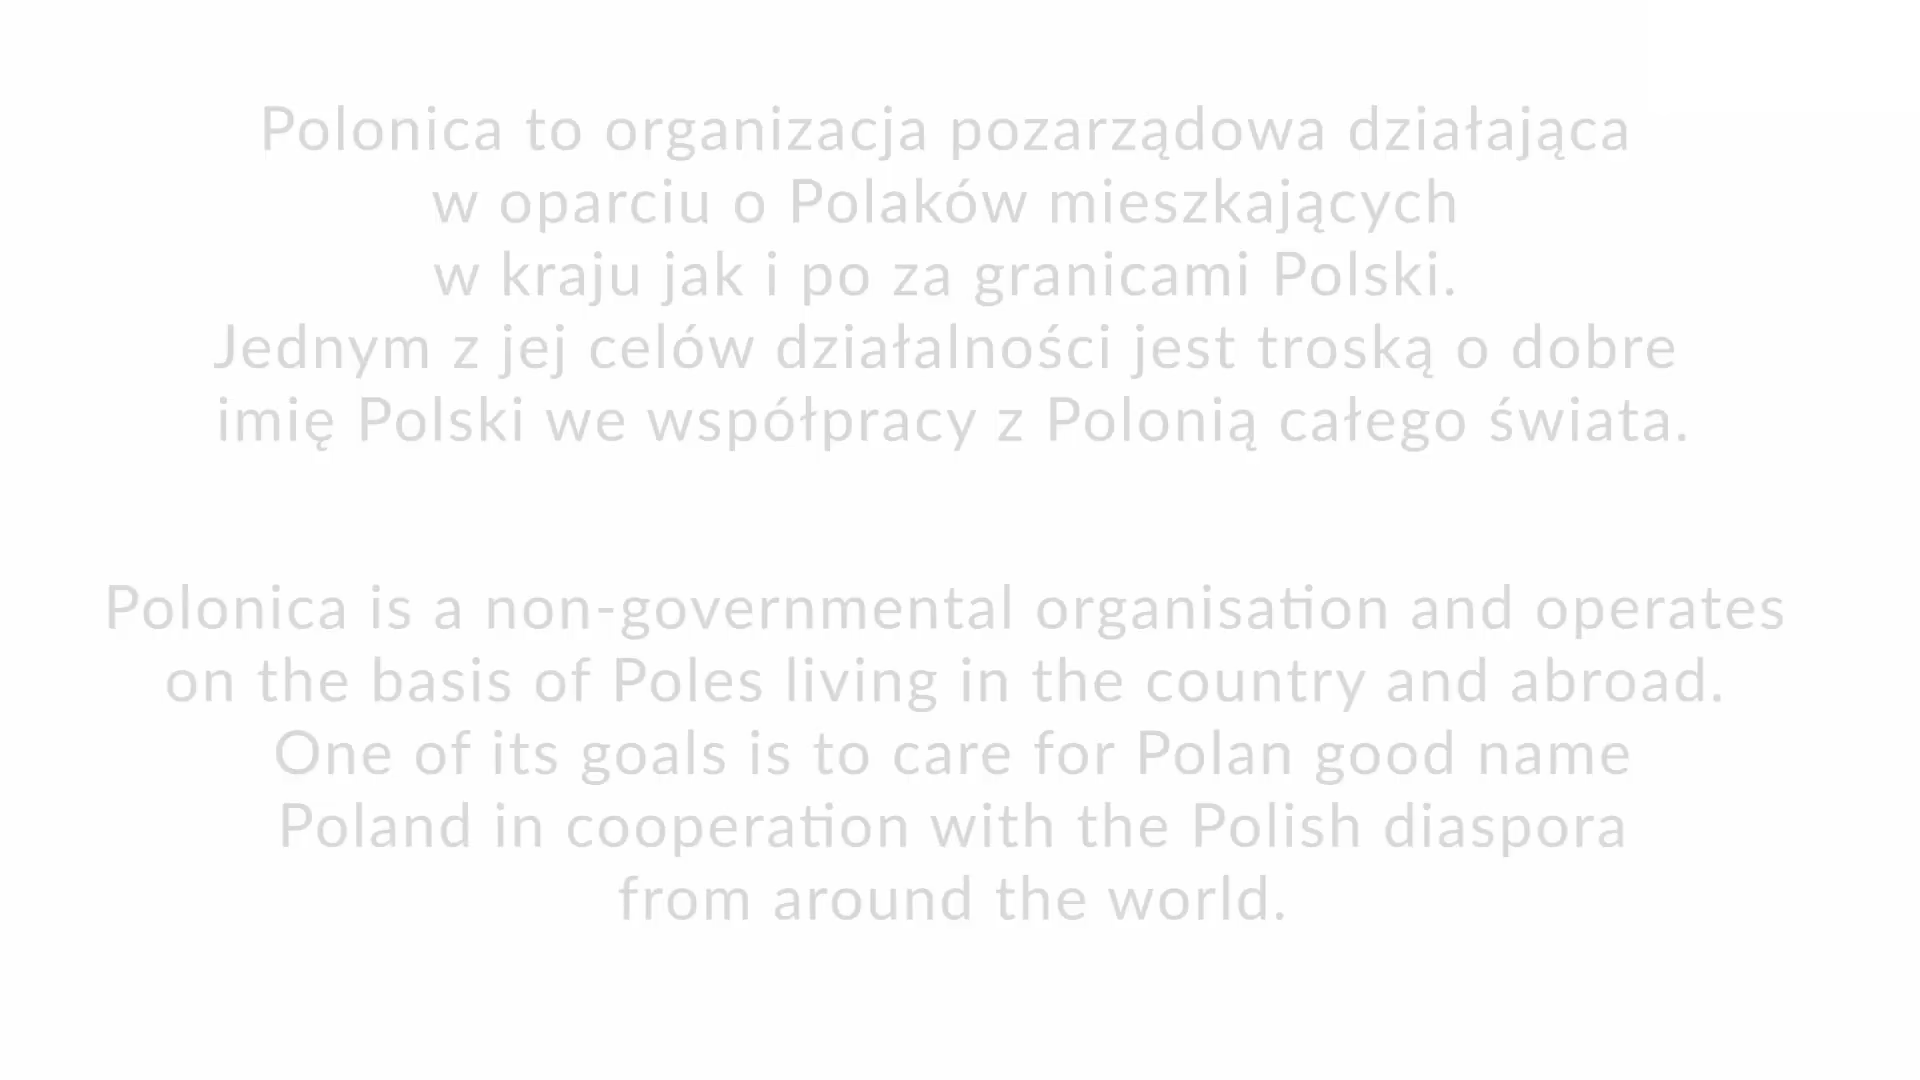 Polonica to organizacja pozarządowa działająca
w oparciu o Polaków mieszkających
w kraju jak i po za granicami Polski.
Jednym z jej celów działalności jest troską o dobre
imię Polski we współpracy z Polonią całego świata.
Polonica is a non-governmental organisation and operates
on the basis of Poles living in the country and abroad.
One of its goals is to care for Polan good name
Poland in cooperation with the Polish diaspora
from around the world.